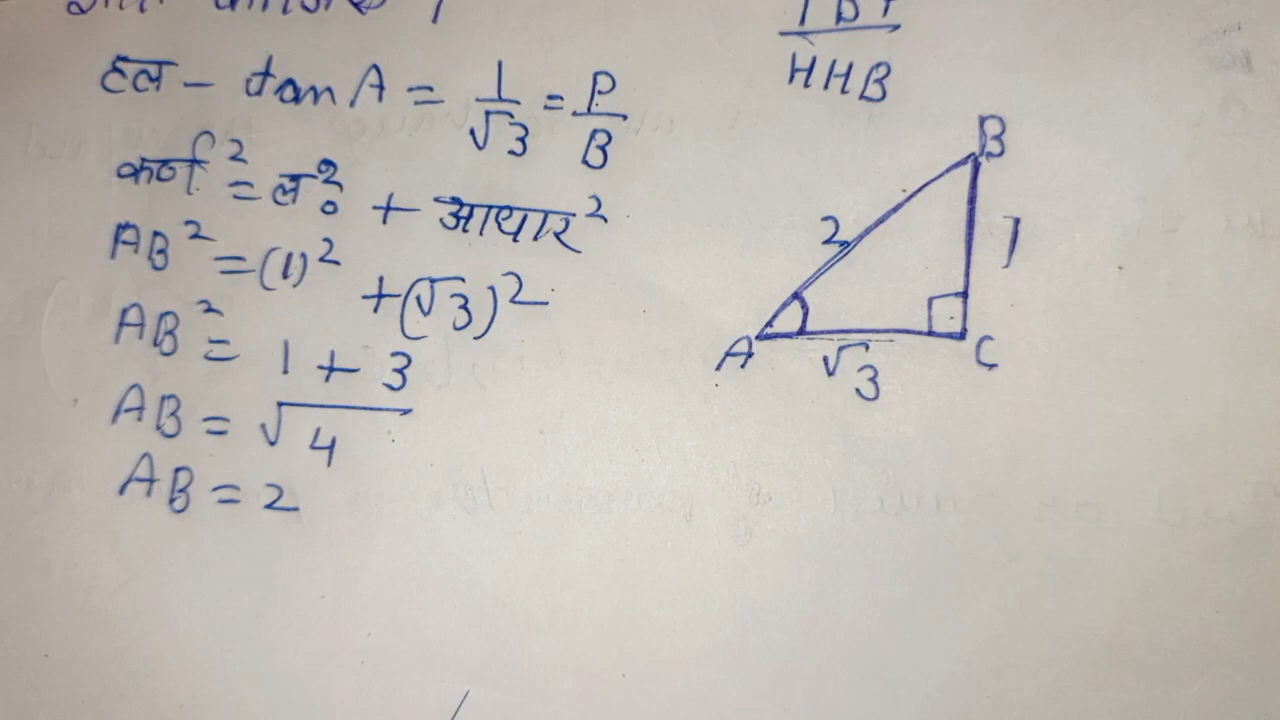 हल - tan A = 1/√3 = P/B
HHB
कर्ण² = ल०² + आधार²
AB² = (1)² + (√3)²
AB² = 1 + 3
AB = √4
AB = 2
B
2
1
A
√3
C